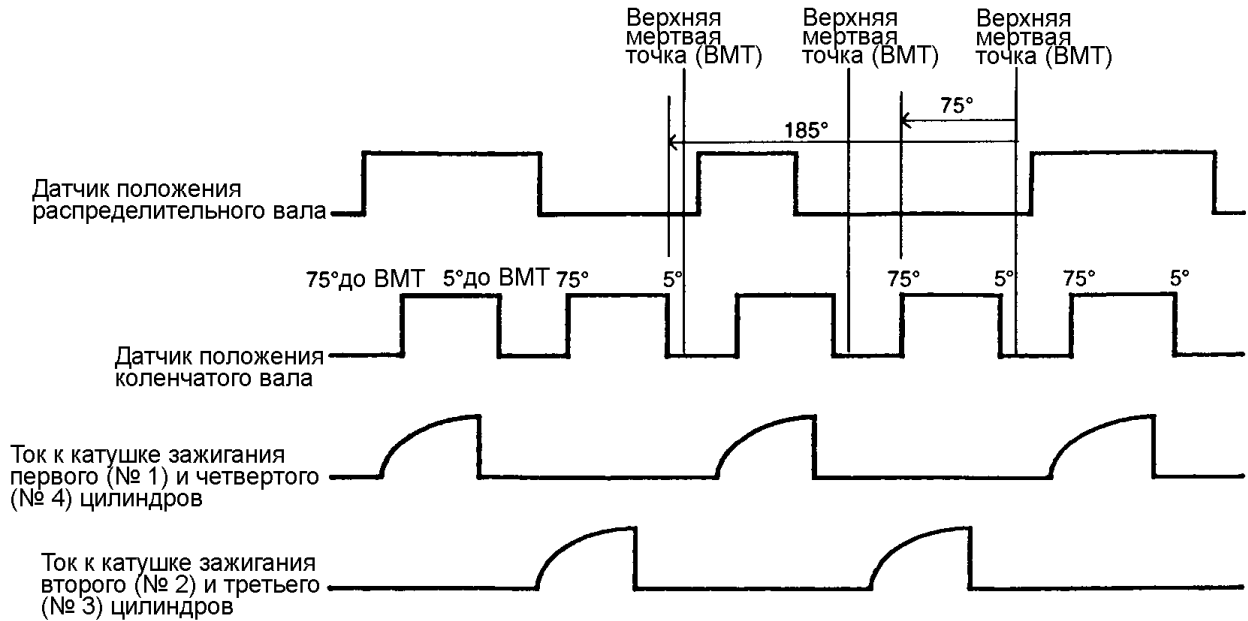 Верхняя
мертвая
точка (ВМТ)
Верхняя
мертвая
точка (ВМТ)
Верхняя
мертвая
точка (ВМТ)
75°
185°
Датчик положения
распределительного вала
75°до ВМТ
5°до ВМТ
75°
5°
75°
5°
75°
5°
Датчик положения
коленчатого вала
Ток к катушке зажигания
первого (№ 1) и четвертого
(№ 4) цилиндров
Ток к катушке зажигания
второго (№ 2) и третьего
(№ 3) цилиндров